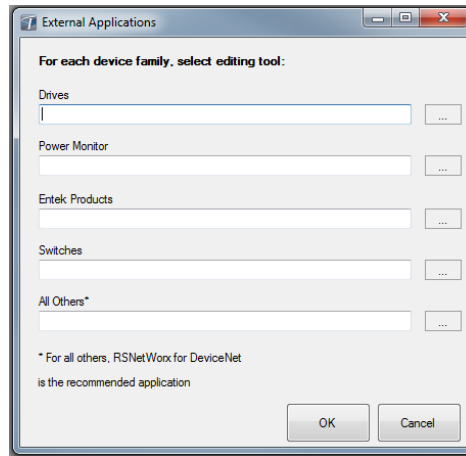 External Applications
For each device family, select editing tool:
Drives
...
Power Monitor
...
Entek Products
...
Switches
...
All Others*
...
* For all others, RSNetWorx for DeviceNet
is the recommended application
OK Cancel